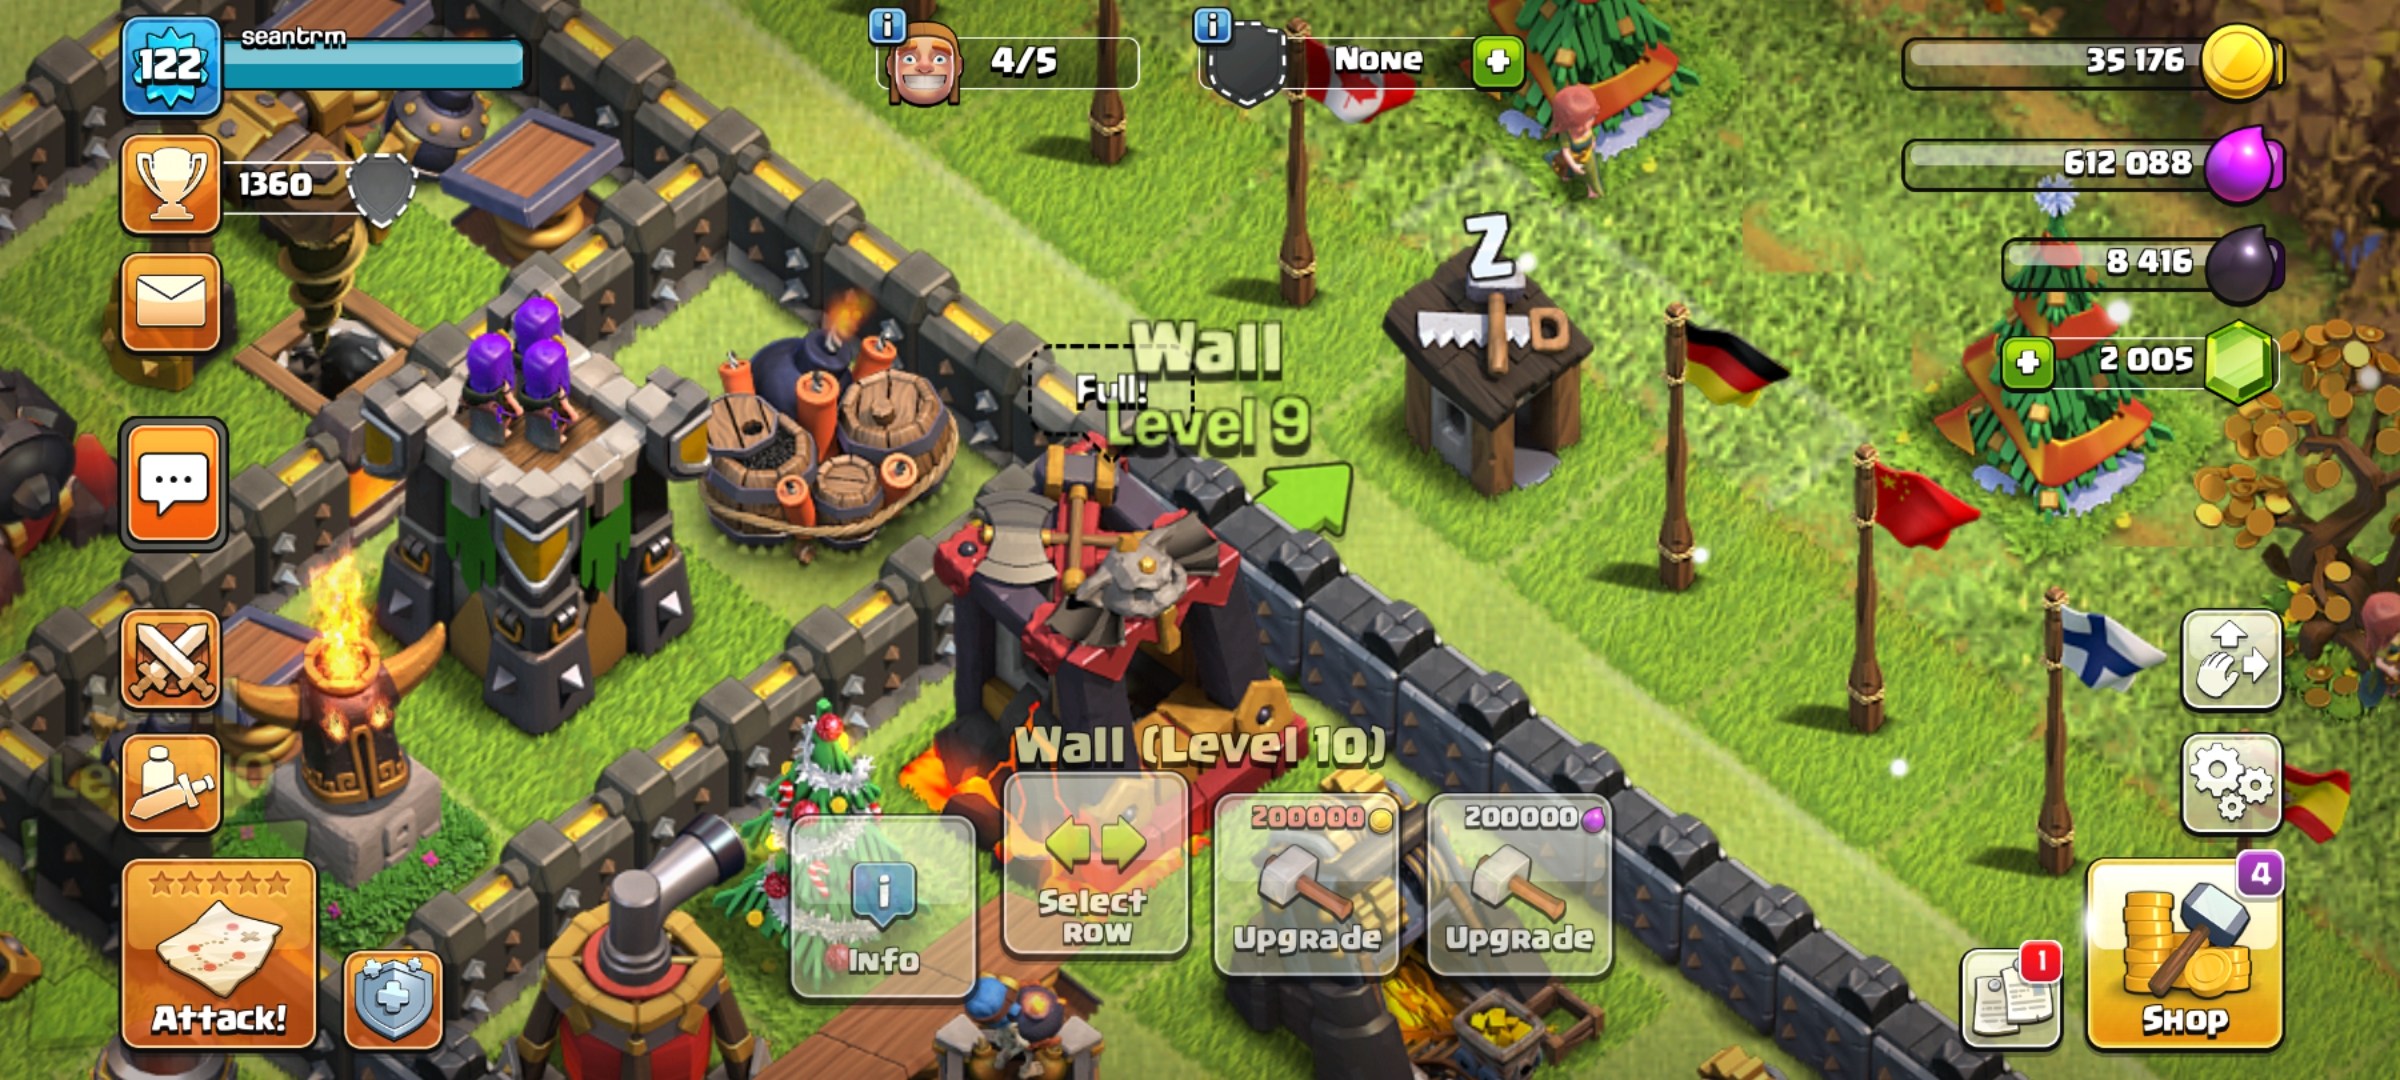 122
seantrm
4/5
None
35 176
1360
612 088
8 416
2 005
Z
Wall
Level 9
Full!
Wall (Level 10)
200000
200000
Info
Select
Row
Upgrade
Upgrade
Attack!
1
4
Shop